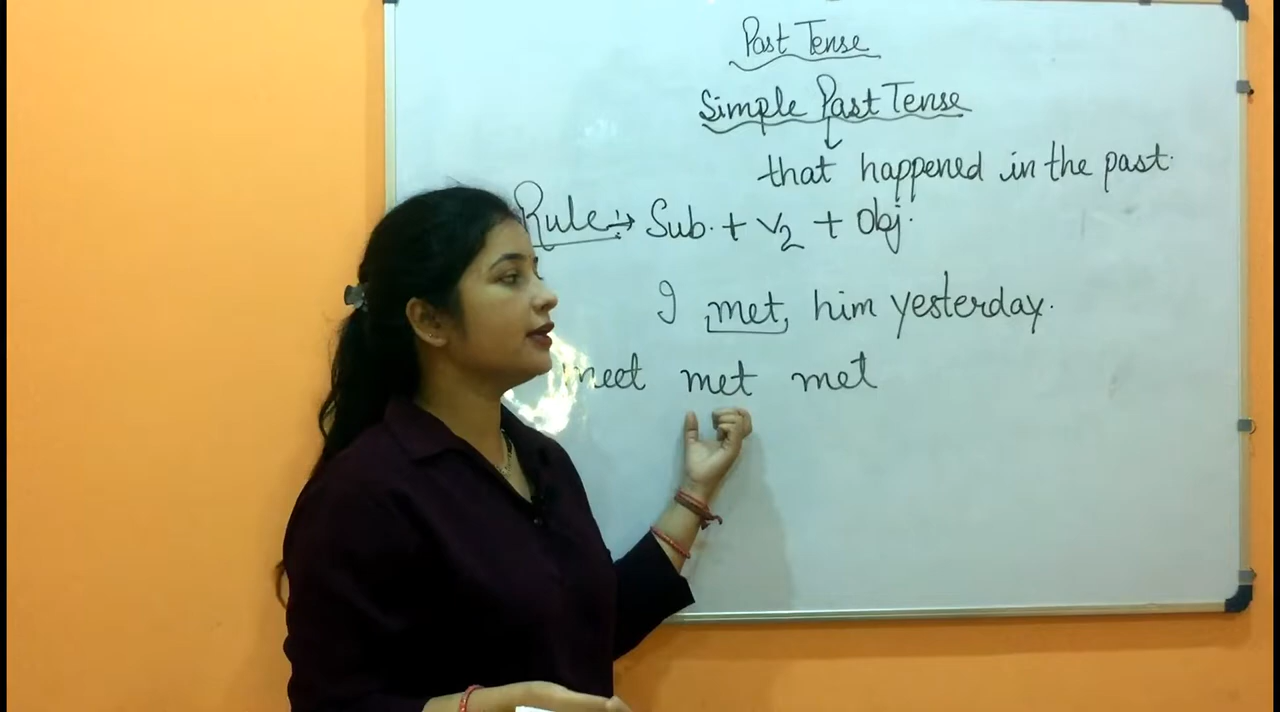 Past Tense
Simple Past Tense
that happened in the past.
Rule:→ Sub. + V2 + Obj.
I met him yesterday.
meet met met